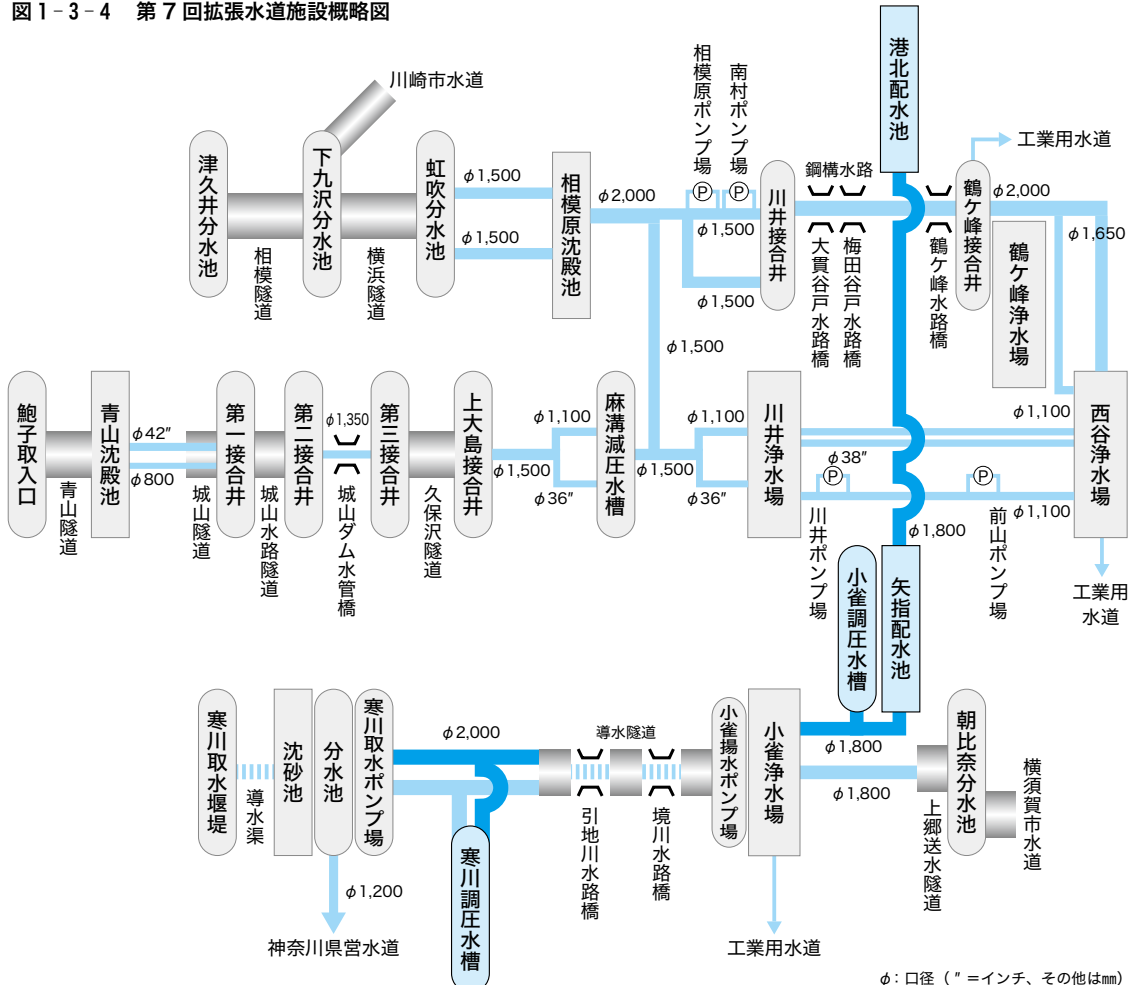 図1-3-4 第7回拡張水道施設概略図
川崎市水道
津久井分水池
相模隧道
下九沢分水池
横浜隧道
虹吹分水池
φ1,500
φ1,500
相模原沈殿池
φ2,000
相模原ポンプ場
南村ポンプ場
P
P
φ1,500
φ1,500
川井接合井
鋼構水路
大貫谷戸水路橋
梅田谷戸水路橋
港北配水池
鶴ケ峰水路橋
鶴ケ峰接合井
工業用水道
φ2,000
φ1,650
鶴ケ峰浄水場
φ1,500
鮑子取入口
青山隧道
青山沈殿池
φ42″
φ800
城山隧道
第一接合井
城山水路隧道
第二接合井
φ1,350
城山ダム水管橋
第三接合井
久保沢隧道
上大島接合井
φ1,500
φ1,100
φ36″
麻溝減圧水槽
φ1,500
φ1,100
φ36″
川井浄水場
φ38″
P
川井ポンプ場
φ1,800
P
前山ポンプ場
φ1,100
φ1,100
西谷浄水場
工業用
水道
小雀調圧水槽
矢指配水池
寒川取水堰堤
導水渠
沈砂池
分水池
φ1,200
神奈川県営水道
寒川取水ポンプ場
φ2,000
寒川調圧水槽
導水隧道
引地川水路橋
境川水路橋
小雀揚水ポンプ場
小雀浄水場
工業用水道
φ1,800
φ1,800
上郷送水隧道
朝比奈分水池
横須賀市水道
φ:口径(″=インチ、その他は㎜)